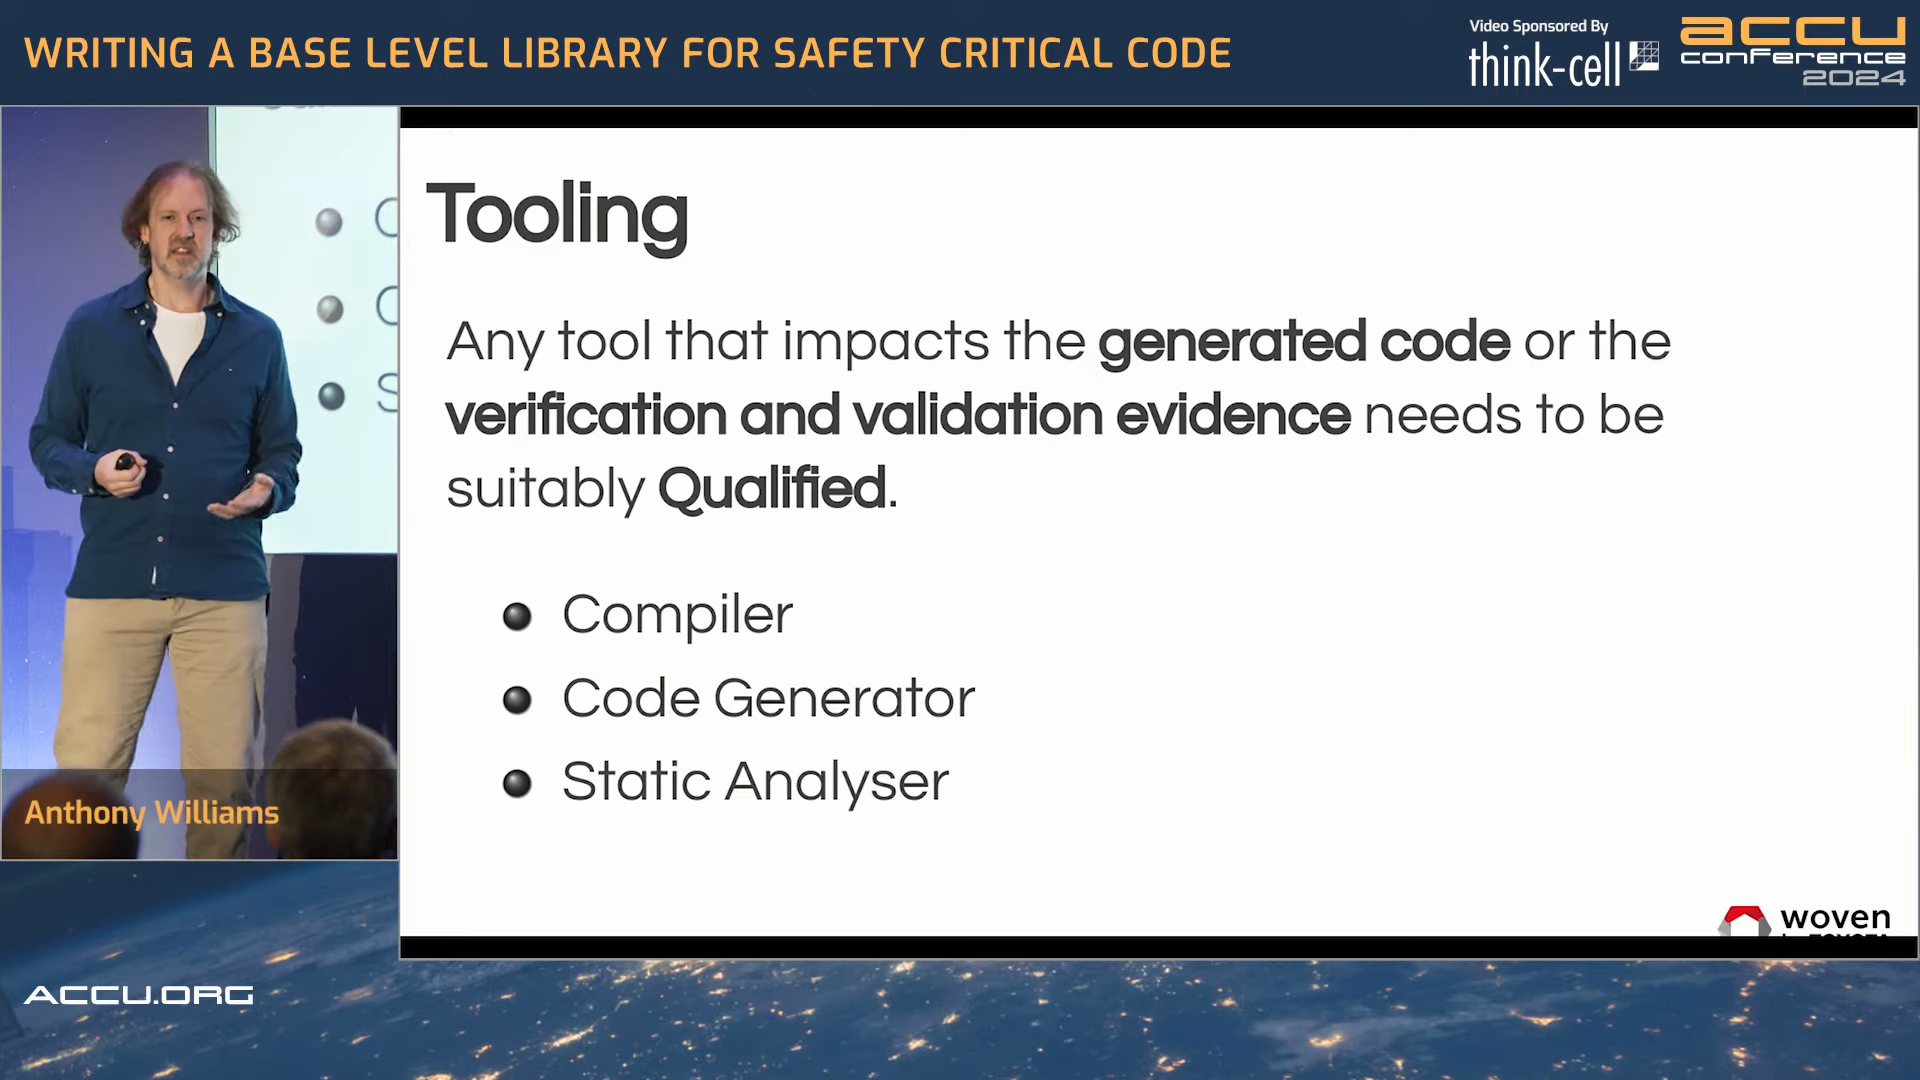 WRITING A BASE LEVEL LIBRARY FOR SAFETY CRITICAL CODE
Video Sponsored By
think-cell
accu
conference
2024
Tooling
Any tool that impacts the generated code or the
verification and validation evidence needs to be
suitably Qualified.
Compiler
Code Generator
Static Analyser
woven
Anthony Williams
ACCU.ORG